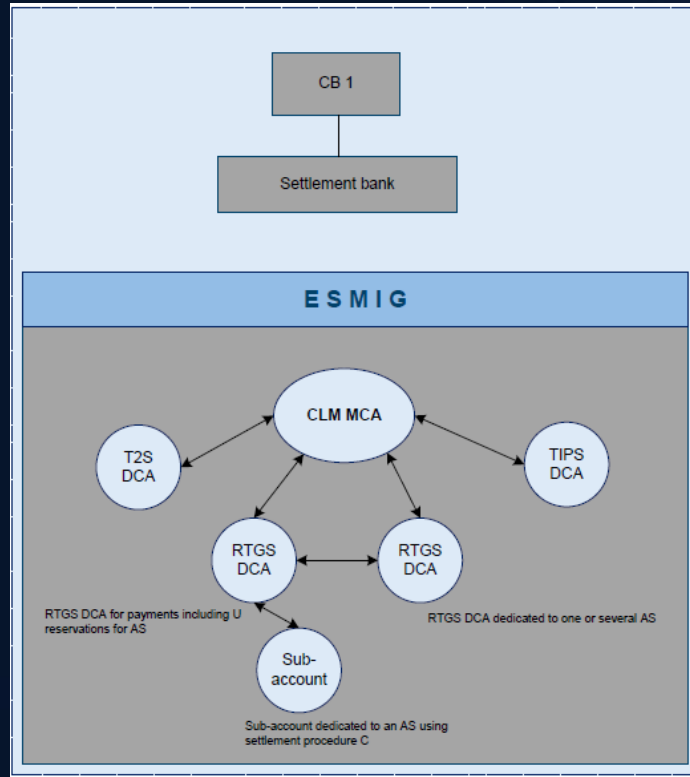 CB 1
Settlement bank
E S M I G
CLM MCA
T2S
DCA
TIPS
DCA
RTGS
DCA
RTGS
DCA
RTGS DCA for payments including U
reservations for AS
RTGS DCA dedicated to one or several AS
Sub-
account
Sub-account dedicated to an AS using
settlement procedure C